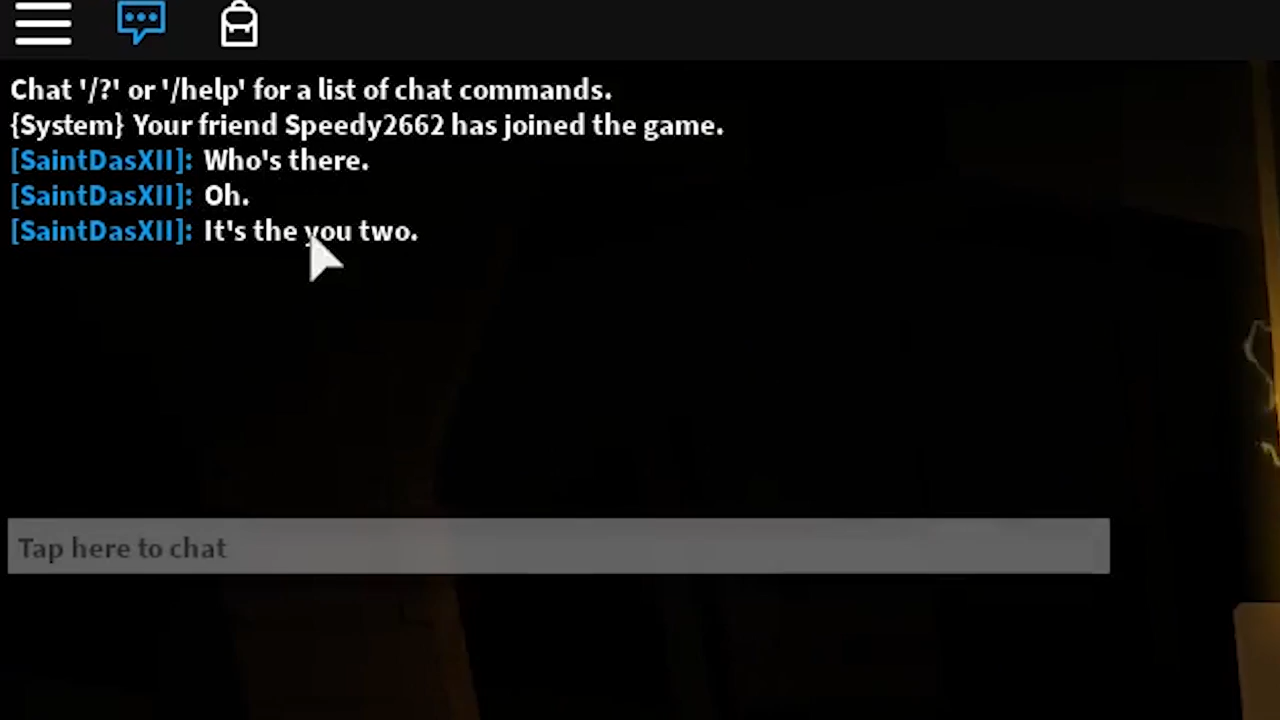 Chat '/?' or '/help' for a list of chat commands.
{System} Your friend Speedy2662 has joined the game.
[SaintDasXII]: Who's there.
[SaintDasXII]: Oh.
[SaintDasXII]: It's the you two.
Tap here to chat